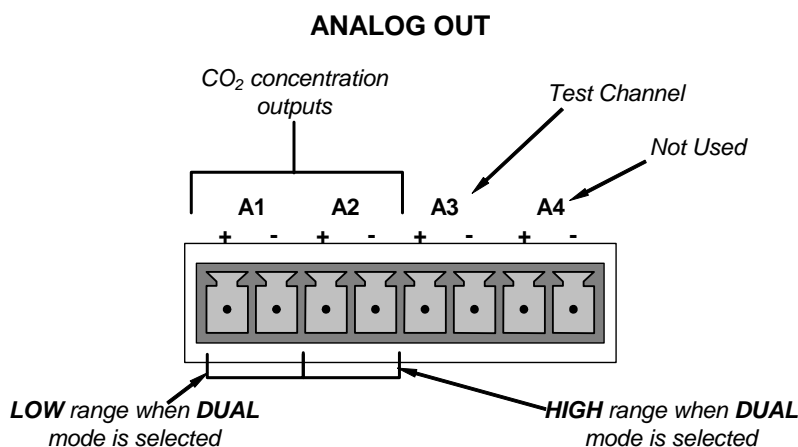 ANALOG OUT
CO₂ concentration
outputs
Test Channel
Not Used
A1 A2 A3 A4
+ - + - + - + -
LOW range when DUAL
mode is selected
HIGH range when DUAL
mode is selected